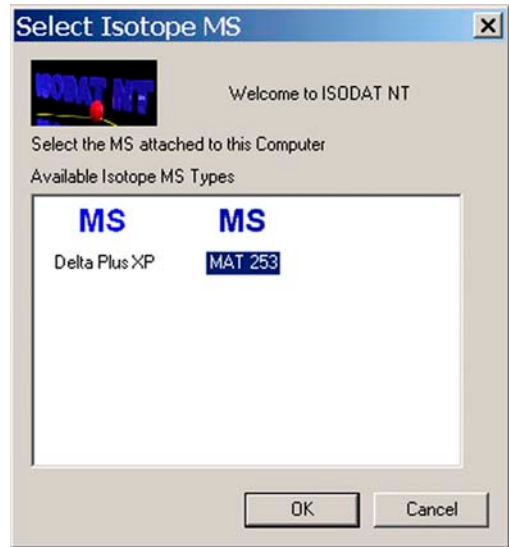 Select Isotope MS
ISODAT NT
Welcome to ISODAT NT
Select the MS attached to this Computer
Available Isotope MS Types
MS MS
Delta Plus XP MAT 253
OK Cancel